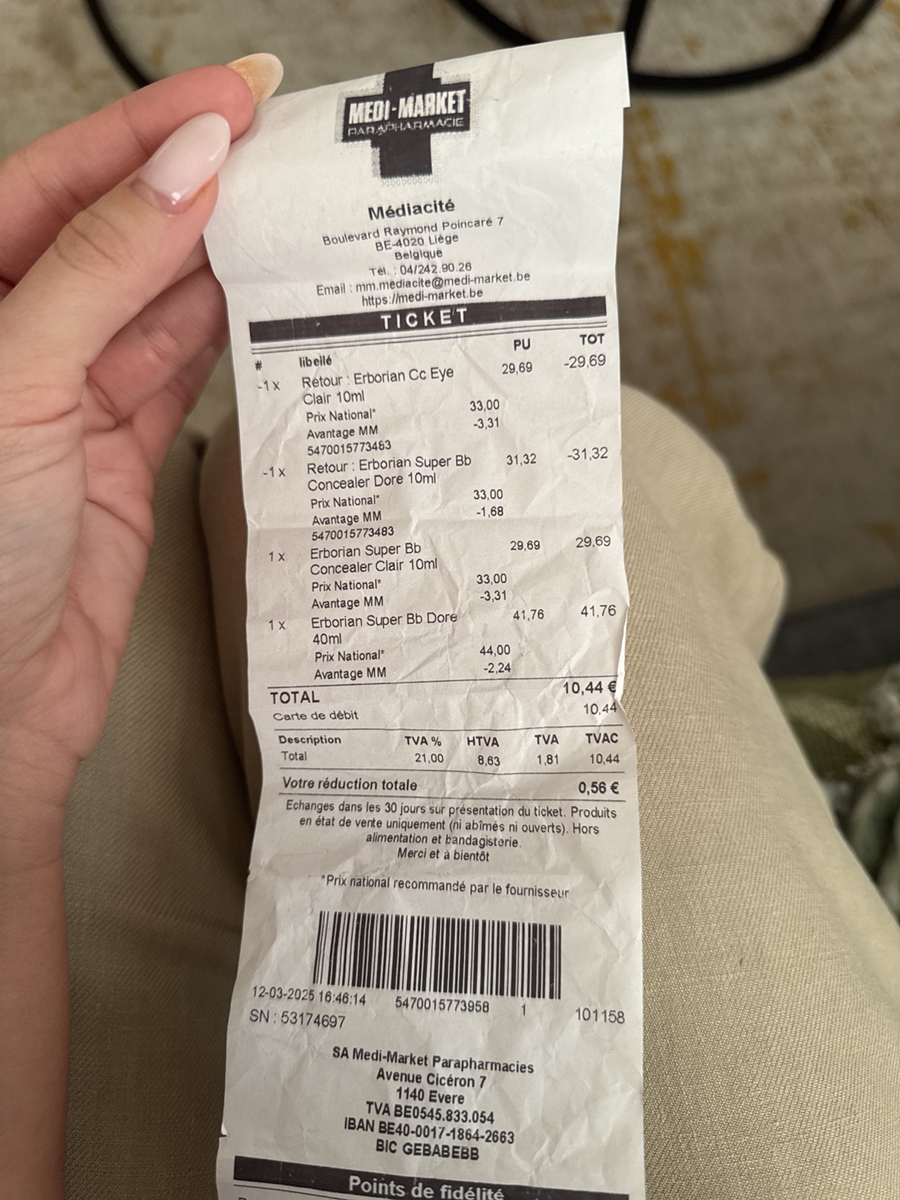 MEDI-MARKET
PARAPHARMACIE
Médiacité
Boulevard Raymond Poincaré 7
BE-4020 Liège
Belgique
Tél. : 04/242.90.26
Email : mm.mediacite@medi-market.be
https://medi-market.be
TICKET
# libellé PU TOT
-1 x Retour : Erborian Cc Eye 29,69 -29,69
Clair 10ml
Prix National* 33,00
Avantage MM -3,31
5470015773483
-1 x Retour : Erborian Super Bb 31,32 -31,32
Concealer Dore 10ml
Prix National* 33,00
Avantage MM -1,68
5470015773483
1 x Erborian Super Bb 29,69 29,69
Concealer Clair 10ml
Prix National* 33,00
Avantage MM -3,31
1 x Erborian Super Bb Dore 41,76 41,76
40ml
Prix National* 44,00
Avantage MM -2,24
TOTAL 10,44 €
Carte de débit 10,44
Description TVA % HTVA TVA TVAC
Total 21,00 8,63 1,81 10,44
Votre réduction totale 0,56 €
Echanges dans les 30 jours sur présentation du ticket. Produits
en état de vente uniquement (ni abîmés ni ouverts). Hors
alimentation et bandagisterie.
Merci et à bientôt
*Prix national recommandé par le fournisseur
12-03-2025 16:46:14 5470015773958 1 101158
SN : 53174697
SA Medi-Market Parapharmacies
Avenue Cicéron 7
1140 Evere
TVA BE0545.833.054
IBAN BE40-0017-1864-2663
BIC GEBABEBB
Points de fidélité